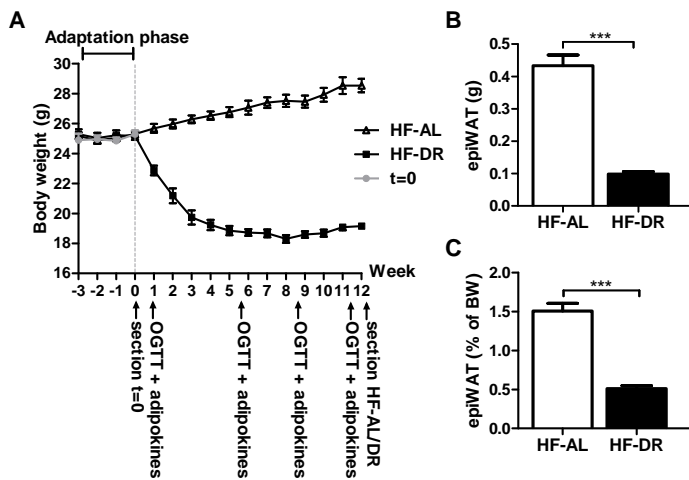 A
Adaptation phase
Body weight (g)
30
28
26
24
22
20
18
16
HF-AL
HF-DR
t=0
-3 -2 -1 0 1 2 3 4 5 6 7 8 9 10 11 12
Week
section t=0
OGTT + adipokines
OGTT + adipokines
OGTT + adipokines
OGTT + adipokines
section HF-AL/DR
B
epiWAT (g)
0.5
0.4
0.3
0.2
0.1
0.0
***
HF-AL HF-DR
C
epiWAT (% of BW)
2.0
1.5
1.0
0.5
0.0
***
HF-AL HF-DR